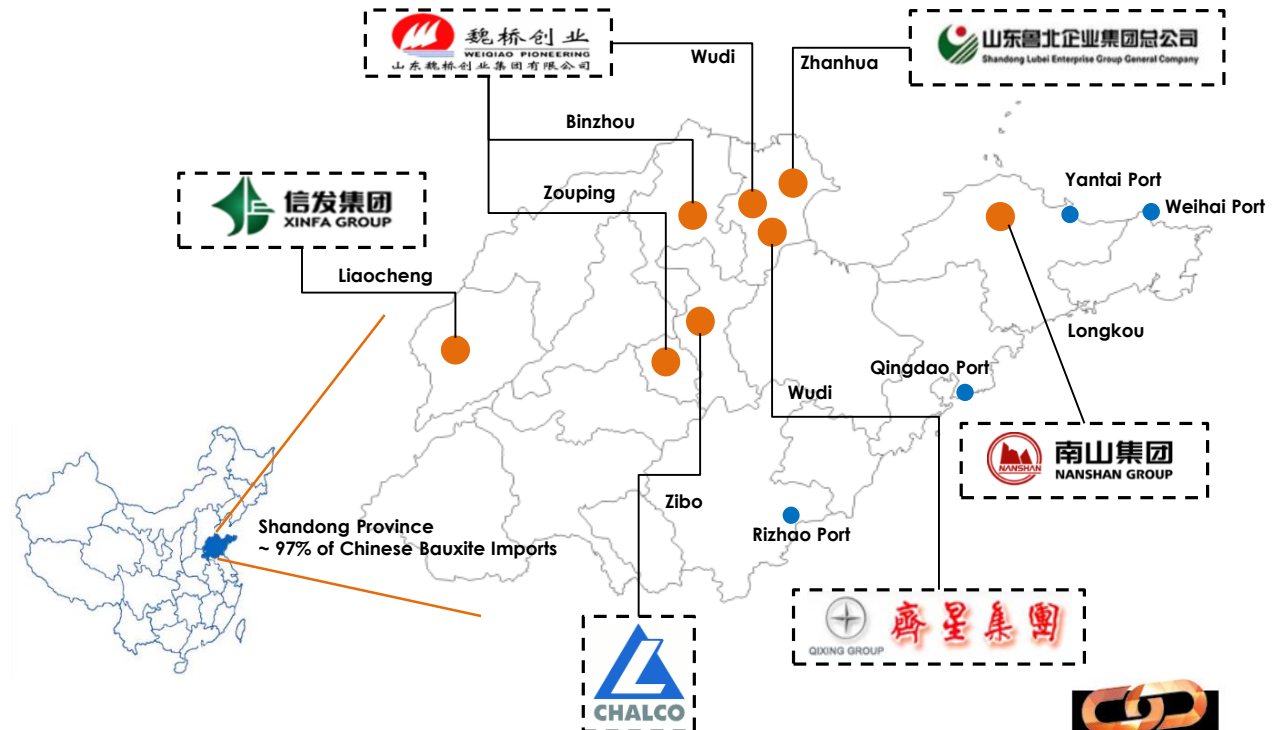 魏桥创业
WEIQIAO PIONEERING
山东魏桥创业集团有限公司
Wudi
Zhanhua
山东鲁北企业集团总公司
Shandong Lubei Enterprise Group General Company
Binzhou
Zouping
信发集团
XINFA GROUP
Yantai Port
Weihai Port
Liaocheng
Longkou
Qingdao Port
Wudi
南山集团
NANSHAN
NANSHAN GROUP
Zibo
Shandong Province
~ 97% of Chinese Bauxite Imports
Rizhao Port
齊星集團
QIXING GROUP
CHALCO